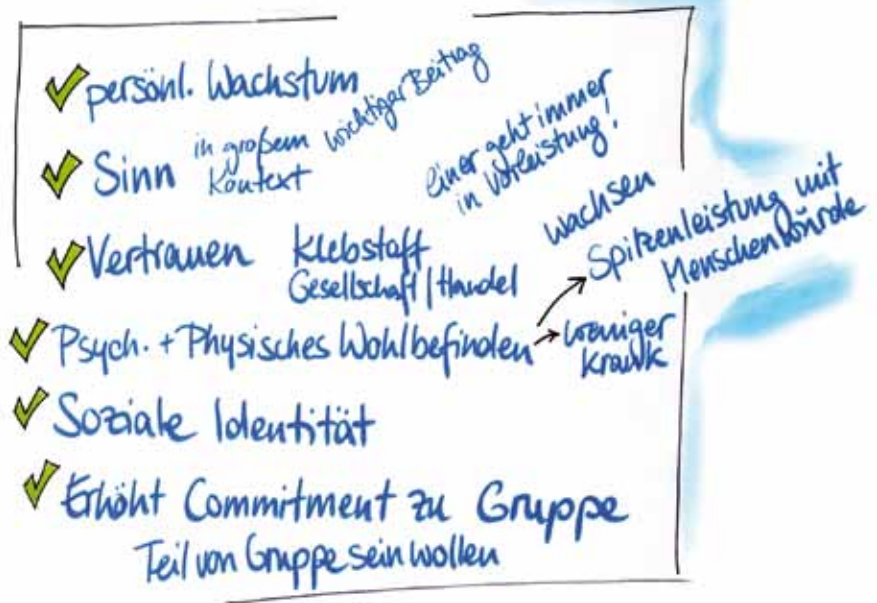 persönl. Wachstum
Sinn in großem Kontext
wichtiger Beitrag
einer geht immer
in Vorleistung!
Vertrauen Klebstoff
Gesellschaft | Handel
wachsen
Spitzenleistung mit
Menschenwürde
Psych. + Physisches Wohlbefinden
weniger
krank
Soziale Identität
Erhöht Commitment zu Gruppe
Teil von Gruppe sein wollen